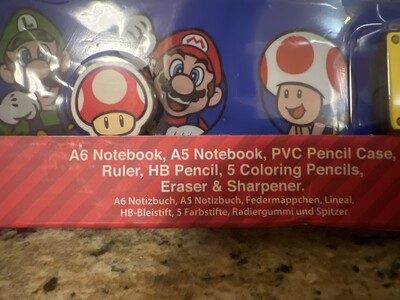 A6 Notebook, A5 Notebook, PVC Pencil Case,
Ruler, HB Pencil, 5 Coloring Pencils,
Eraser & Sharpener.
A6 Notizbuch, A5 Notizbuch, Federmäppchen, Lineal,
HB-Bleistift, 5 Farbstifte, Radiergummi und Spitzer